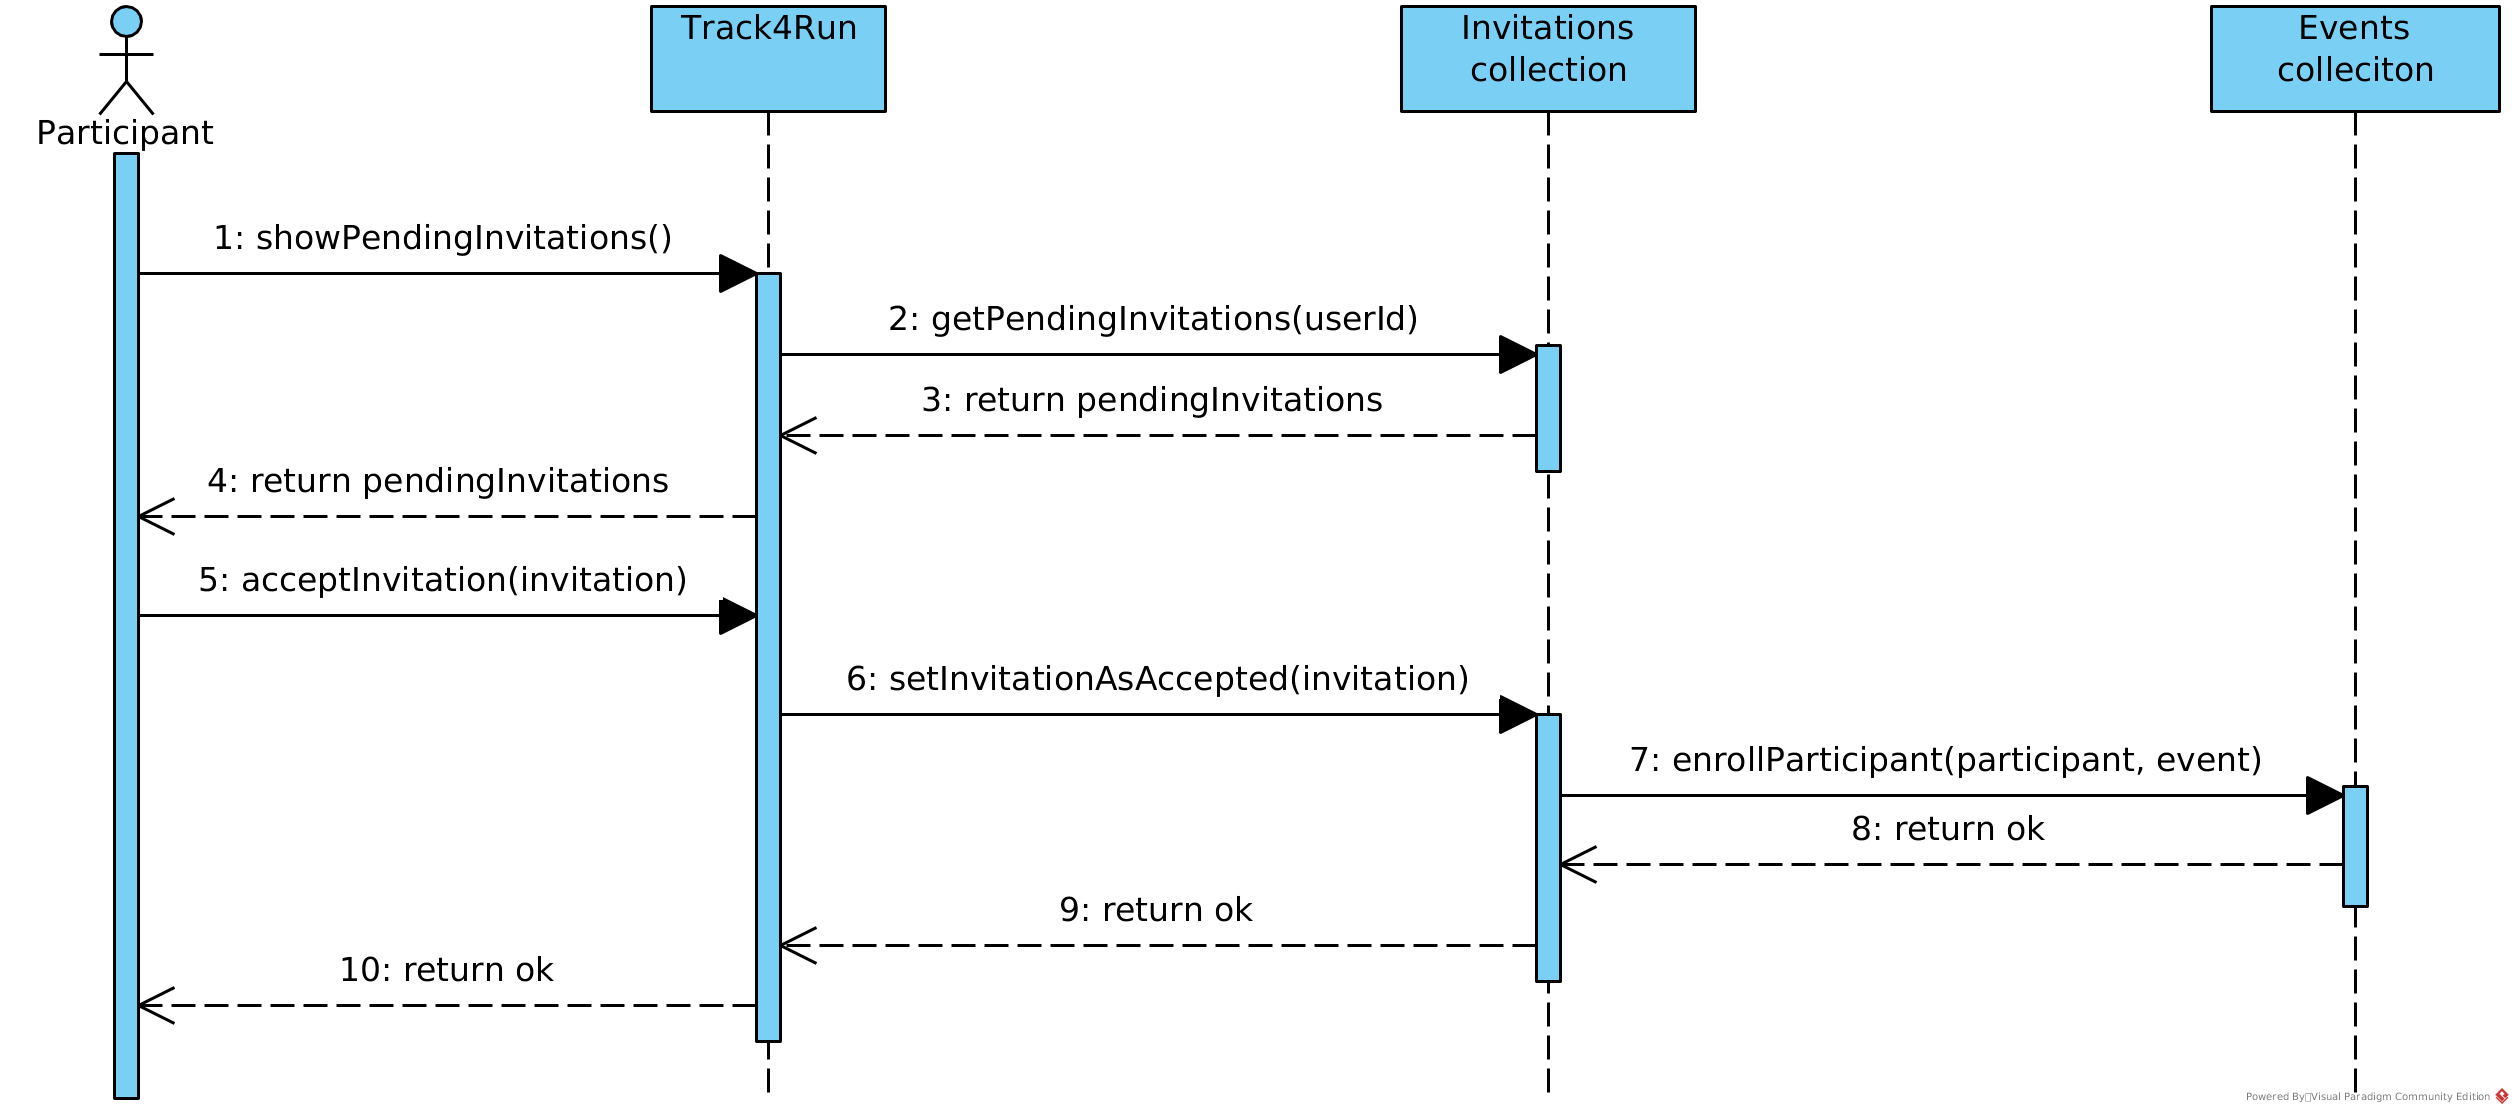 Track4Run
Invitations
collection
Events
colleciton
Participant
1: showPendingInvitations()
2: getPendingInvitations(userId)
3: return pendingInvitations
4: return pendingInvitations
5: acceptInvitation(invitation)
6: setInvitationAsAccepted(invitation)
7: enrollParticipant(participant, event)
8: return ok
9: return ok
10: return ok
Powered By Visual Paradigm Community Edition